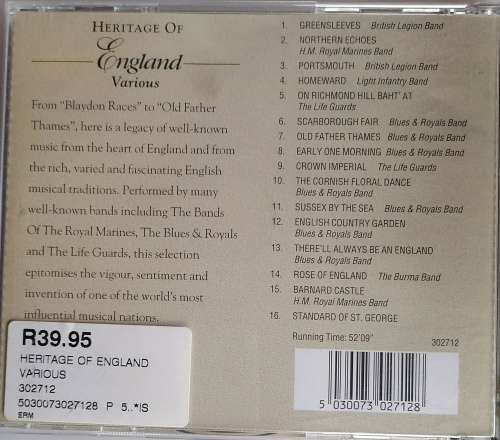 HERITAGE OF
England
Various
From "Blaydon Races" to "Old Father
Thames", here is a legacy of well-known
music from the heart of England and from
the rich, varied and fascinating English
musical traditions. Performed by many
well-known bands including The Bands
Of The Royal Marines, The Blues & Royals
and The Life Guards, this selection
epitomises the vigour, sentiment and
invention of one of the world's most
influential musical nations.
R39.95
HERITAGE OF ENGLAND
VARIOUS
302712
5030073027128 P 5..*IS
ERM
1. GREENSLEEVES British Legion Band
2. NORTHERN ECHOES
H.M. Royal Marines Band
3. PORTSMOUTH British Legion Band
4. HOMEWARD Light Infantry Band
5. ON RICHMOND HILL BAHT' AT
The Life Guards
6. SCARBOROUGH FAIR Blues & Royals Band
7. OLD FATHER THAMES Blues & Royals Band
8. EARLY ONE MORNING Blues & Royals Band
9. CROWN IMPERIAL The Life Guards
10. THE CORNISH FLORAL DANCE
Blues & Royals Band
11. SUSSEX BY THE SEA Blues & Royals Band
12. ENGLISH COUNTRY GARDEN
Blues & Royals Band
13. THERE'LL ALWAYS BE AN ENGLAND
Blues & Royals Band
14. ROSE OF ENGLAND The Burma Band
15. BARNARD CASTLE
H.M. Royal Marines Band
16. STANDARD OF ST. GEORGE
Running Time: 52'09" 302712
5 030073 027128